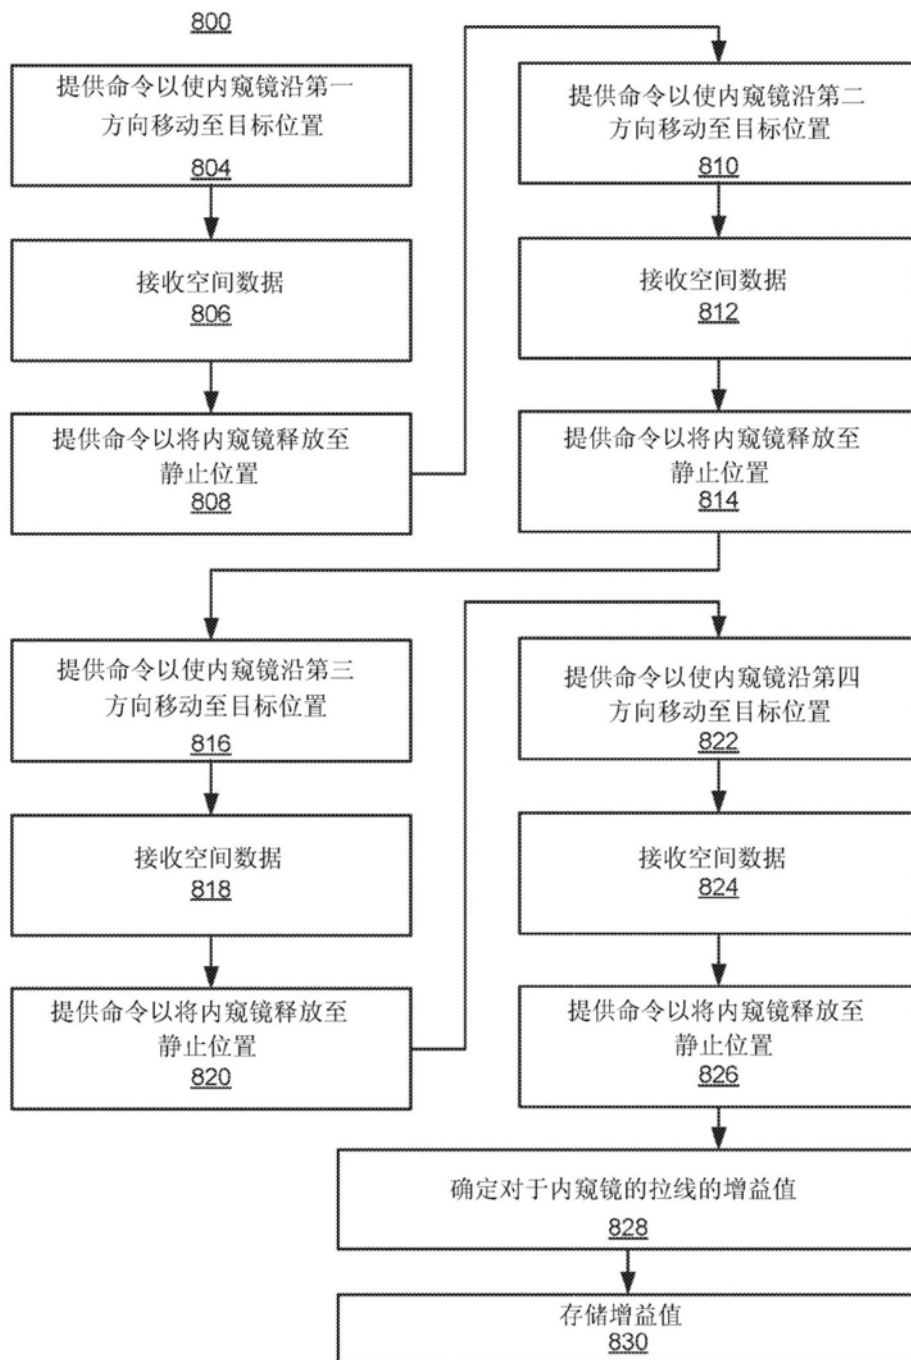 800
提供命令以使内窥镜沿第一
方向移动至目标位置
804
接收空间数据
806
提供命令以将内窥镜释放至
静止位置
808
提供命令以使内窥镜沿第二
方向移动至目标位置
810
接收空间数据
812
提供命令以将内窥镜释放至
静止位置
814
提供命令以使内窥镜沿第三
方向移动至目标位置
816
接收空间数据
818
提供命令以将内窥镜释放至
静止位置
820
提供命令以使内窥镜沿第四
方向移动至目标位置
822
接收空间数据
824
提供命令以将内窥镜释放至
静止位置
826
确定对于内窥镜的拉线的增益值
828
存储增益值
830